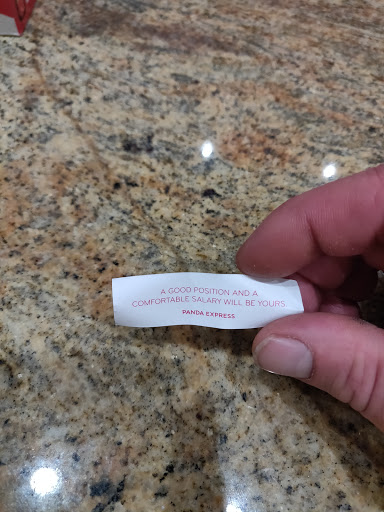 A GOOD POSITION AND A
COMFORTABLE SALARY WILL BE YOURS.
PANDA EXPRESS